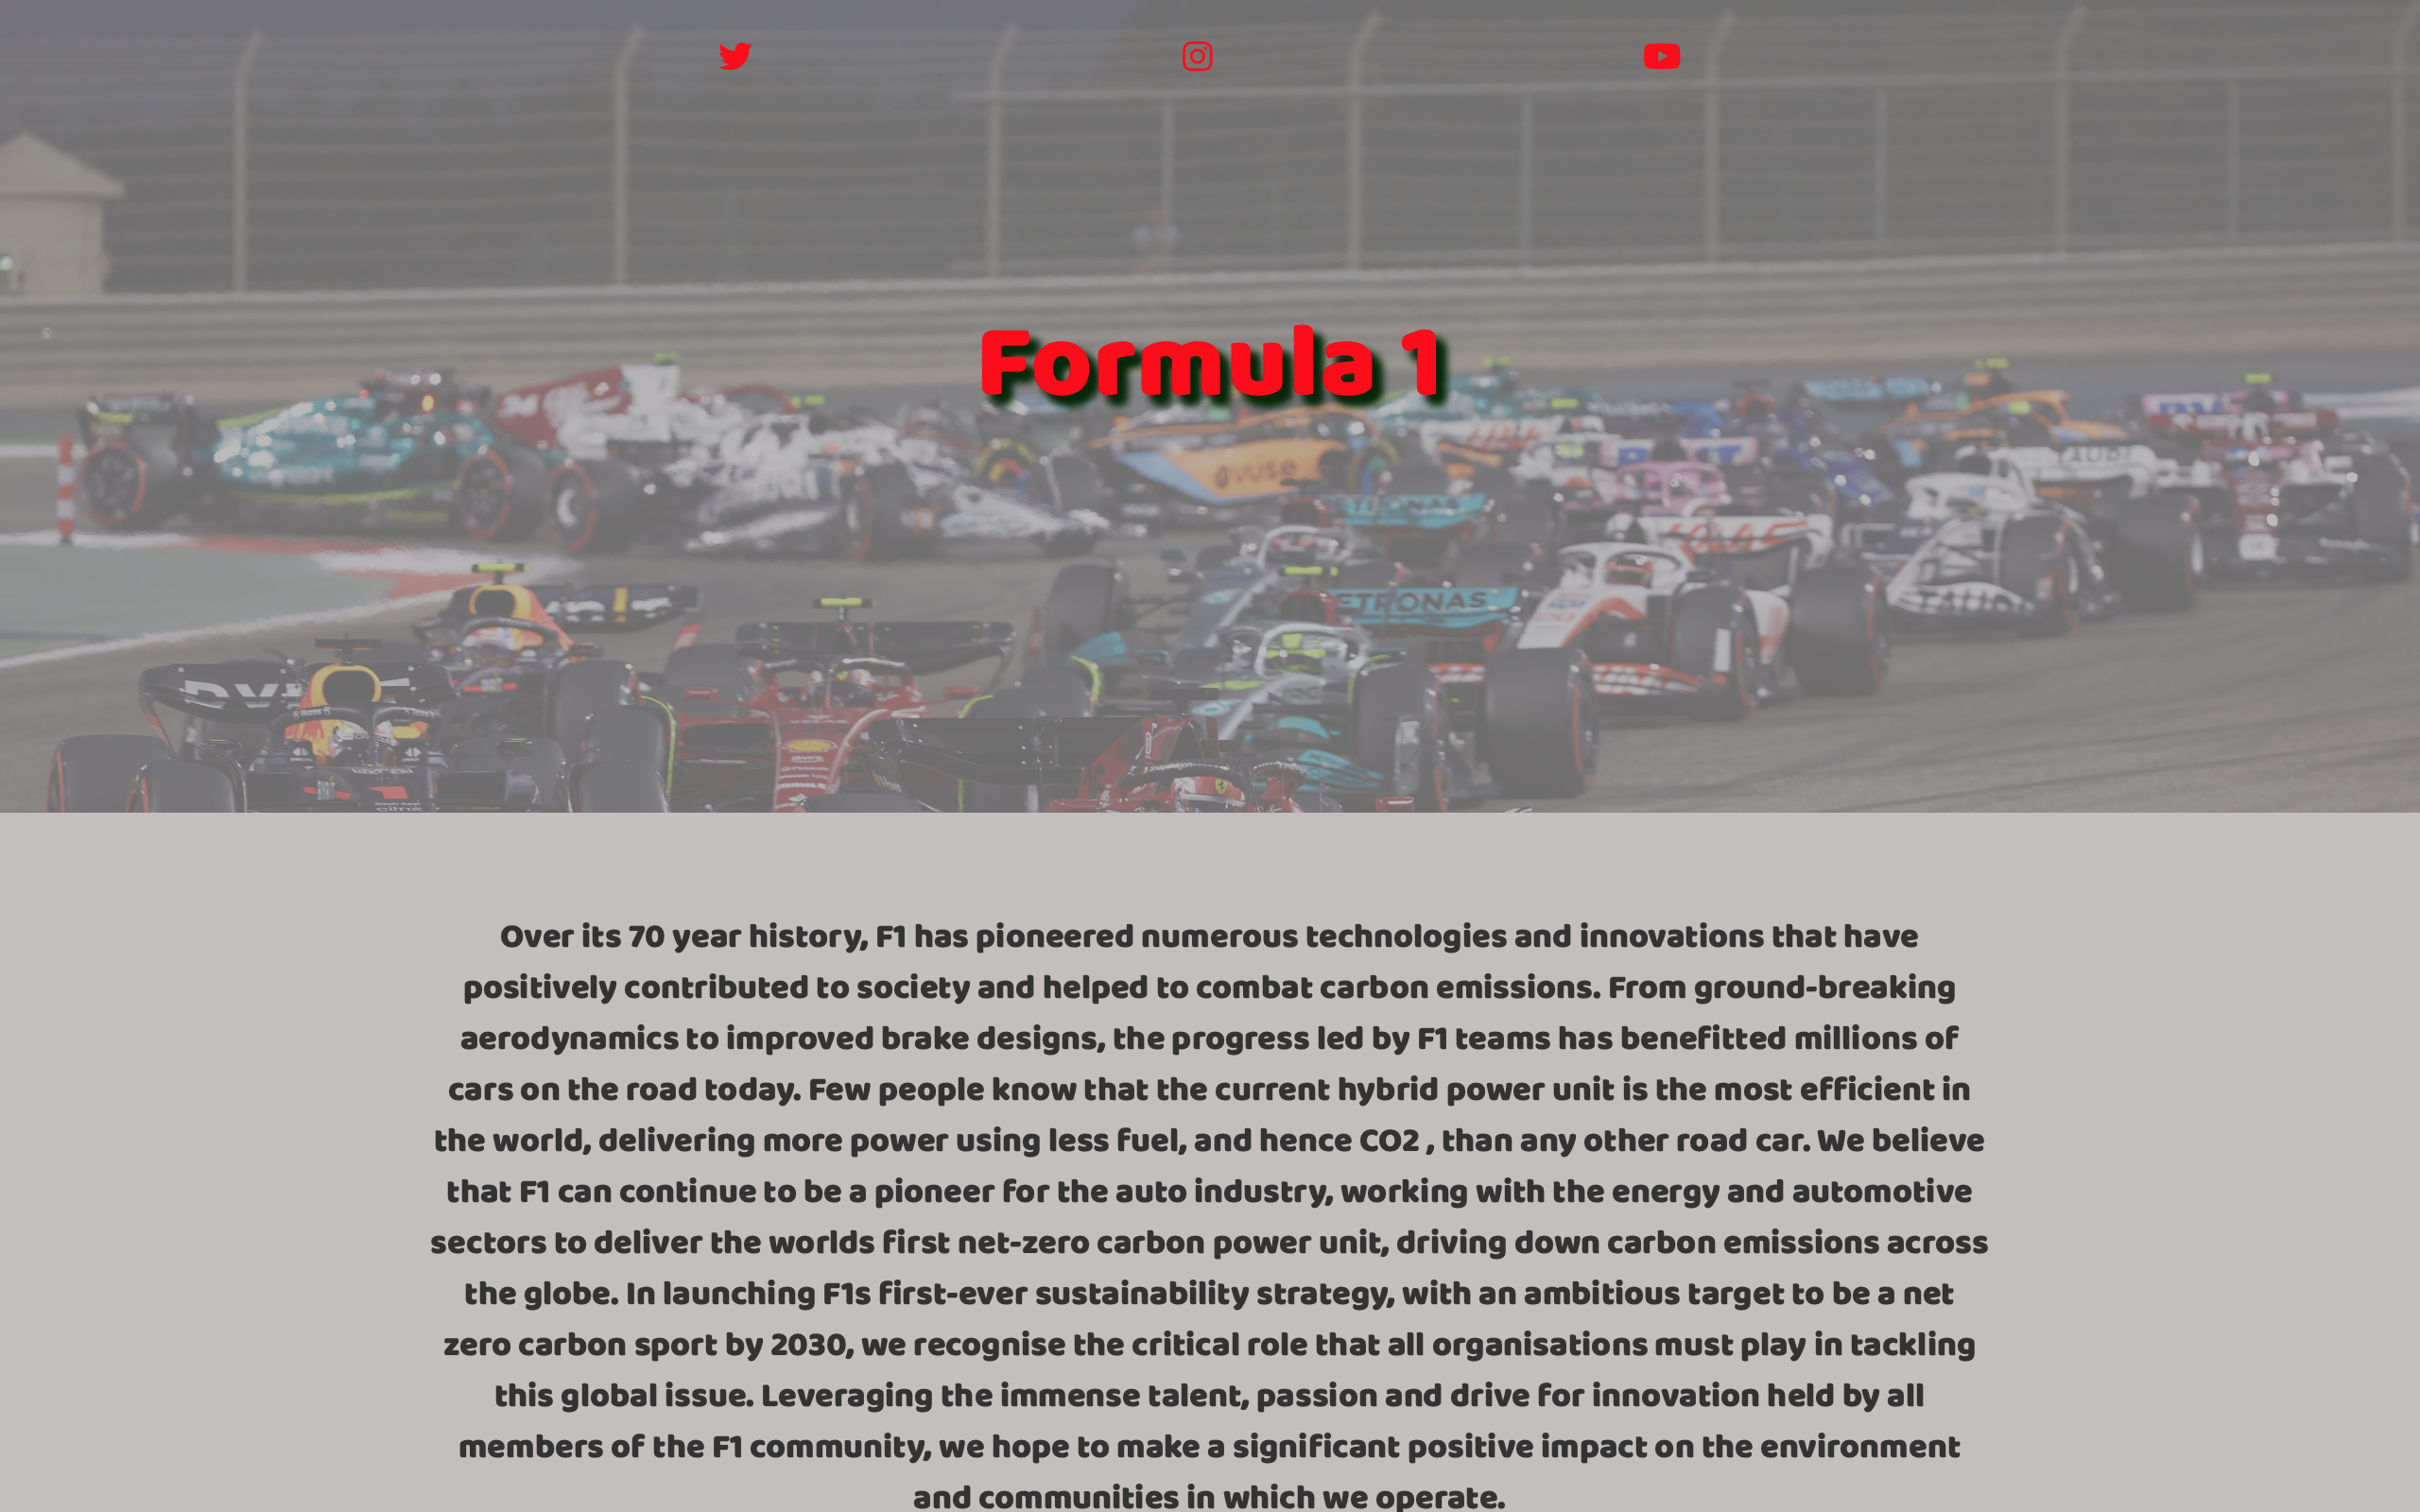 Formula 1
vuse
AUDI
PETRONAS
HAAS
PETRONAS
Over its 70 year history, F1 has pioneered numerous technologies and innovations that have
positively contributed to society and helped to combat carbon emissions. From ground-breaking
aerodynamics to improved brake designs, the progress led by F1 teams has benefitted millions of
cars on the road today. Few people know that the current hybrid power unit is the most efficient in
the world, delivering more power using less fuel, and hence CO2 , than any other road car. We believe
that F1 can continue to be a pioneer for the auto industry, working with the energy and automotive
sectors to deliver the worlds first net-zero carbon power unit, driving down carbon emissions across
the globe. In launching F1s first-ever sustainability strategy, with an ambitious target to be a net
zero carbon sport by 2030, we recognise the critical role that all organisations must play in tackling
this global issue. Leveraging the immense talent, passion and drive for innovation held by all
members of the F1 community, we hope to make a significant positive impact on the environment
and communities in which we operate.